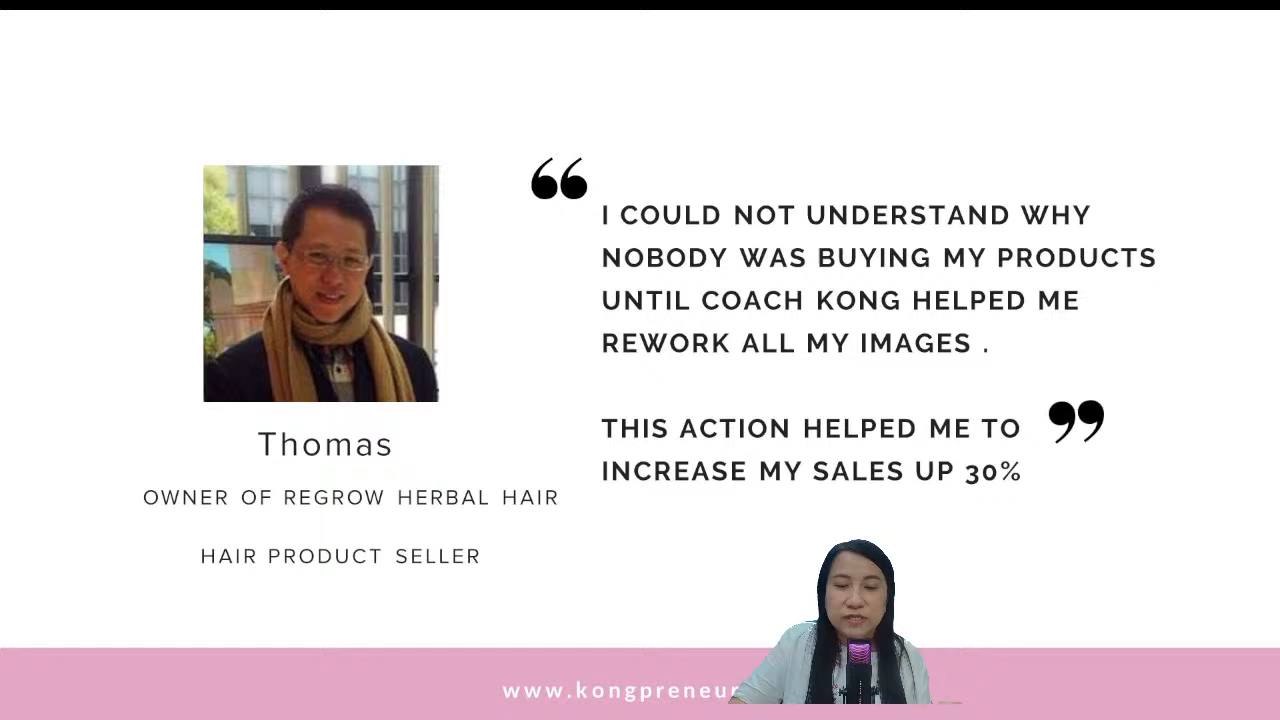 “
I COULD NOT UNDERSTAND WHY
NOBODY WAS BUYING MY PRODUCTS
UNTIL COACH KONG HELPED ME
REWORK ALL MY IMAGES .
THIS ACTION HELPED ME TO
INCREASE MY SALES UP 30%
”
Thomas
OWNER OF REGROW HERBAL HAIR
HAIR PRODUCT SELLER
www.kongpreneur